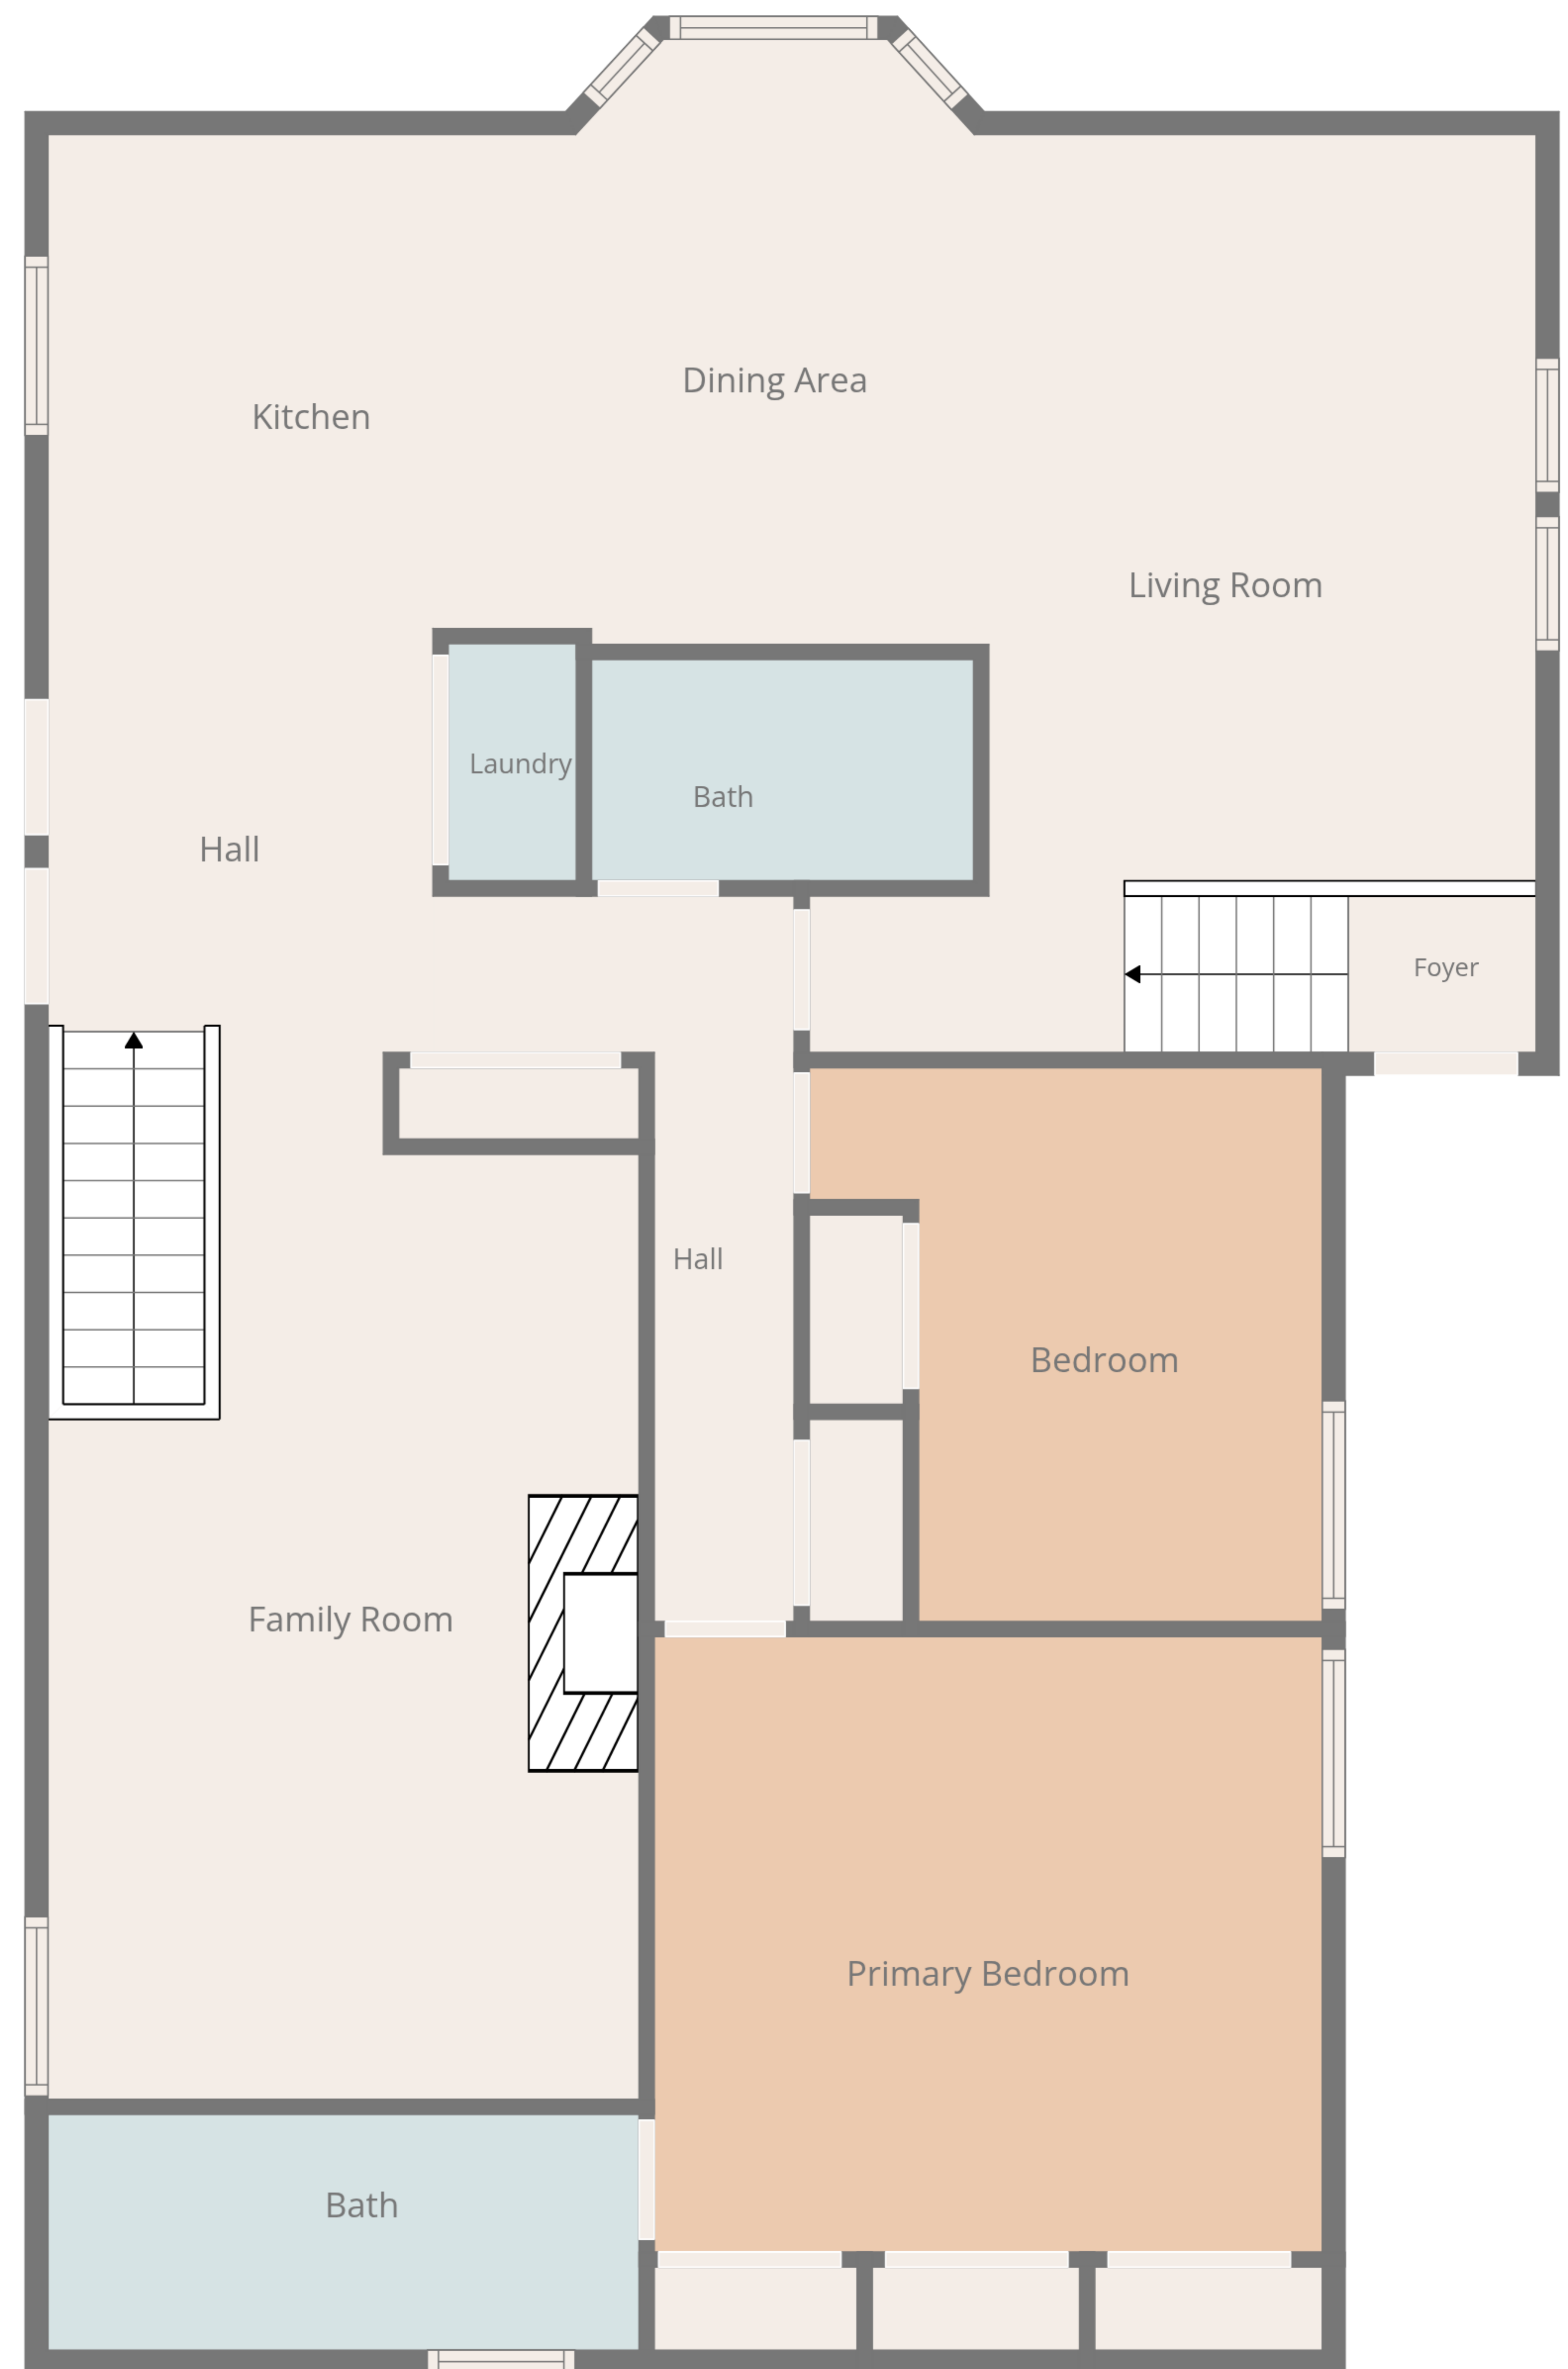 Dining Area
Kitchen
Living Room
Laundry
Bath
Hall
Foyer
Hall
Bedroom
Family Room
Primary Bedroom
Bath